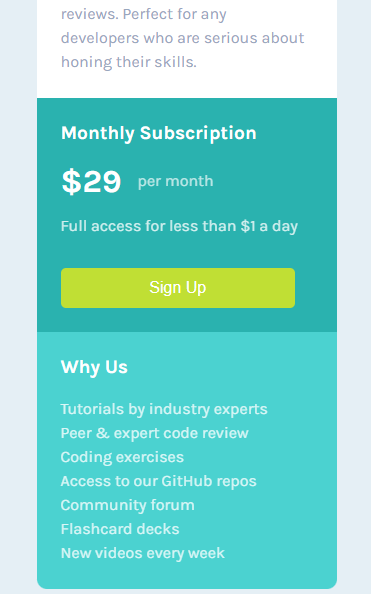 reviews. Perfect for any
developers who are serious about
honing their skills.
Monthly Subscription
$29 per month
Full access for less than $1 a day
Sign Up
Why Us
Tutorials by industry experts
Peer & expert code review
Coding exercises
Access to our GitHub repos
Community forum
Flashcard decks
New videos every week